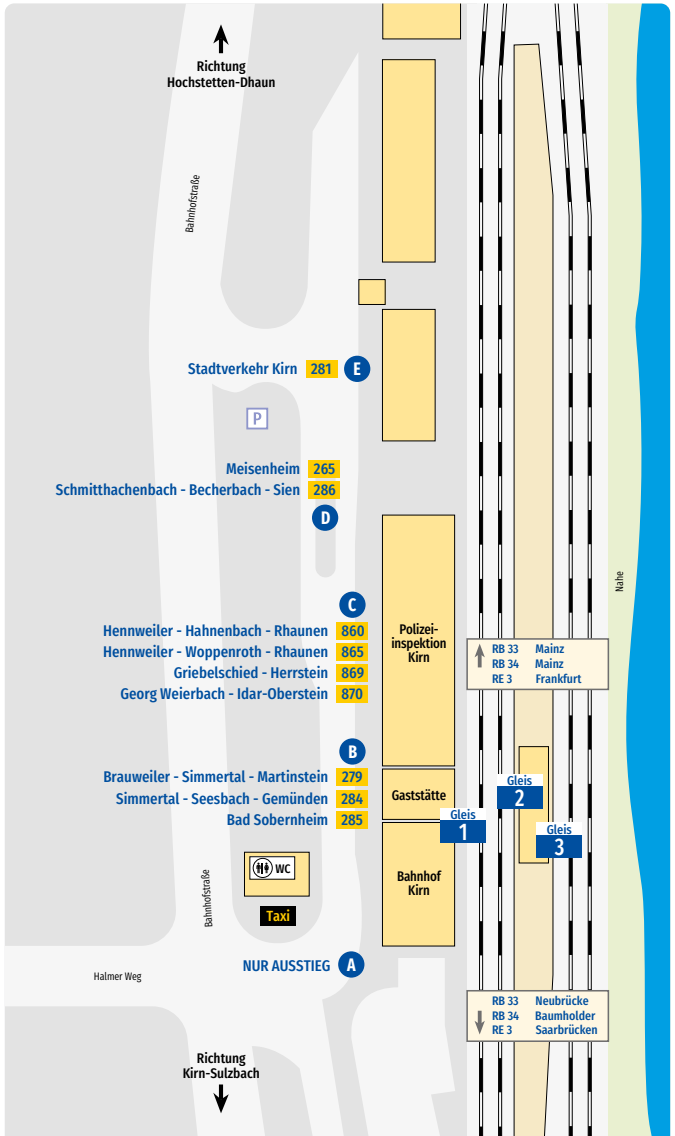 Richtung
Hochstetten-Dhaun
Bahnhofstraße
Stadtverkehr Kirn 281 E
P
Meisenheim 265
Schmitthachenbach - Becherbach - Sien 286
D
C
Hennweiler - Hahnenbach - Rhaunen 860
Hennweiler - Woppenroth - Rhaunen 865
Griebelschied - Herrstein 869
Georg Weierbach - Idar-Oberstein 870
Polizei-
inspektion
Kirn
Nahe
RB 33 Mainz
RB 34 Mainz
RE 3 Frankfurt
B
Brauweiler - Simmertal - Martinstein 279
Simmertal - Seesbach - Gemünden 284
Bad Sobernheim 285
Gaststätte
Gleis
1
Gleis
2
Gleis
3
Bahnhof
Kirn
WC
Taxi
Bahnhofstraße
NUR AUSSTIEG A
Halmer Weg
RB 33 Neubrücke
RB 34 Baumholder
RE 3 Saarbrücken
Richtung
Kirn-Sulzbach